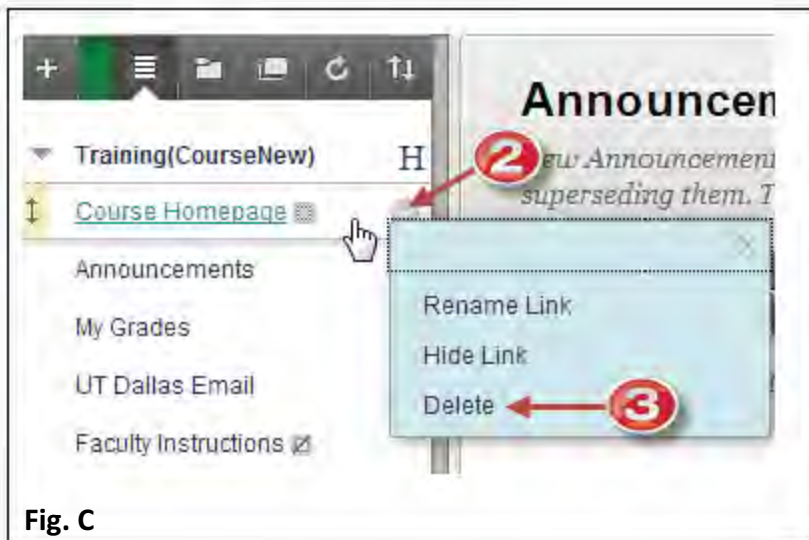 Announcem
Training(CourseNew)
H
2
ew Announcement
superseding them. T
Course Homepage
Announcements
My Grades
UT Dallas Email
Faculty Instructions
Rename Link
Hide Link
Delete
3
Fig. C